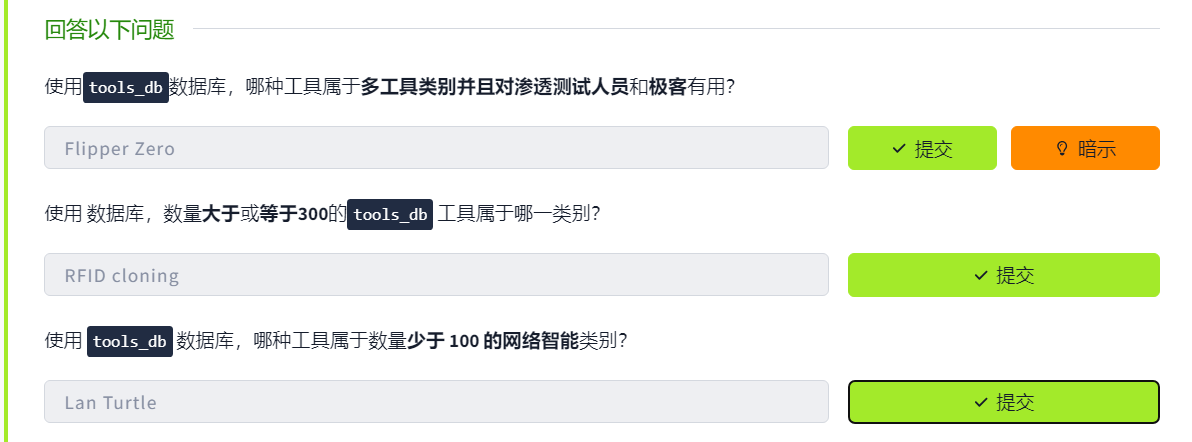 回答以下问题
使用 tools_db 数据库，哪种工具属于多工具类别并且对渗透测试人员和极客有用？
Flipper Zero
提交
暗示
使用 数据库，数量大于或等于300的 tools_db 工具属于哪一类别？
RFID cloning
提交
使用 tools_db 数据库，哪种工具属于数量少于 100 的网络智能类别？
Lan Turtle
提交